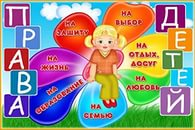 ПРАВА
ДЕТЕЙ
НА ЗАЩИТУ
НА ВЫБОР
НА ЖИЗНЬ
НА ОТДЫХ,
ДОСУГ
НА ОБРАЗОВАНИЕ
НА СЕМЬЮ
НА ЛЮБОВЬ